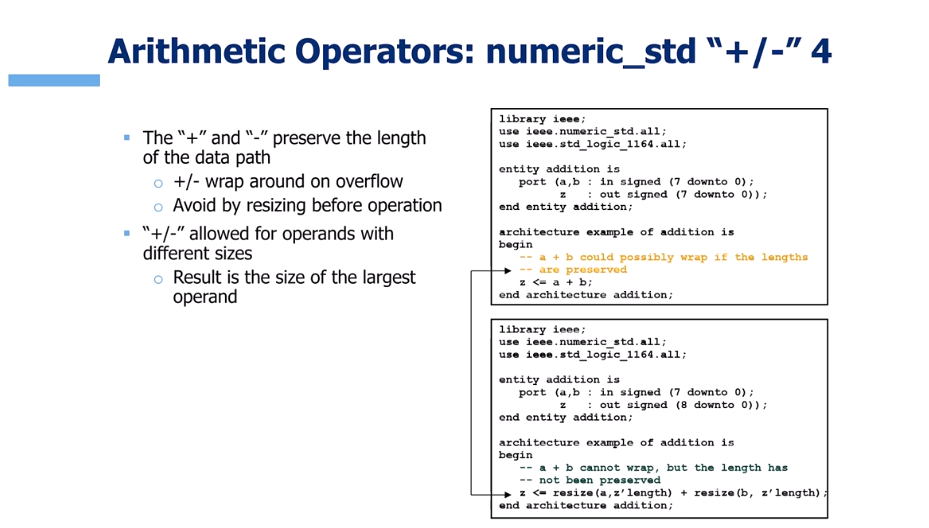 Arithmetic Operators: numeric_std “+/-” 4
▪ The “+” and “-” preserve the length
of the data path
o +/- wrap around on overflow
o Avoid by resizing before operation
▪ “+/-” allowed for operands with
different sizes
o Result is the size of the largest
operand
library ieee;
use ieee.numeric_std.all;
use ieee.std_logic_1164.all;
entity addition is
port (a,b : in signed (7 downto 0);
z : out signed (7 downto 0));
end entity addition;
architecture example of addition is
begin
-- a + b could possibly wrap if the lengths
-- are preserved
z <= a + b;
end architecture addition;
library ieee;
use ieee.numeric_std.all;
use ieee.std_logic_1164.all;
entity addition is
port (a,b : in signed (7 downto 0);
z : out signed (8 downto 0));
end entity addition;
architecture example of addition is
begin
-- a + b cannot wrap, but the length has
-- not been preserved
z <= resize(a,z’length) + resize(b, z’length);
end architecture addition;